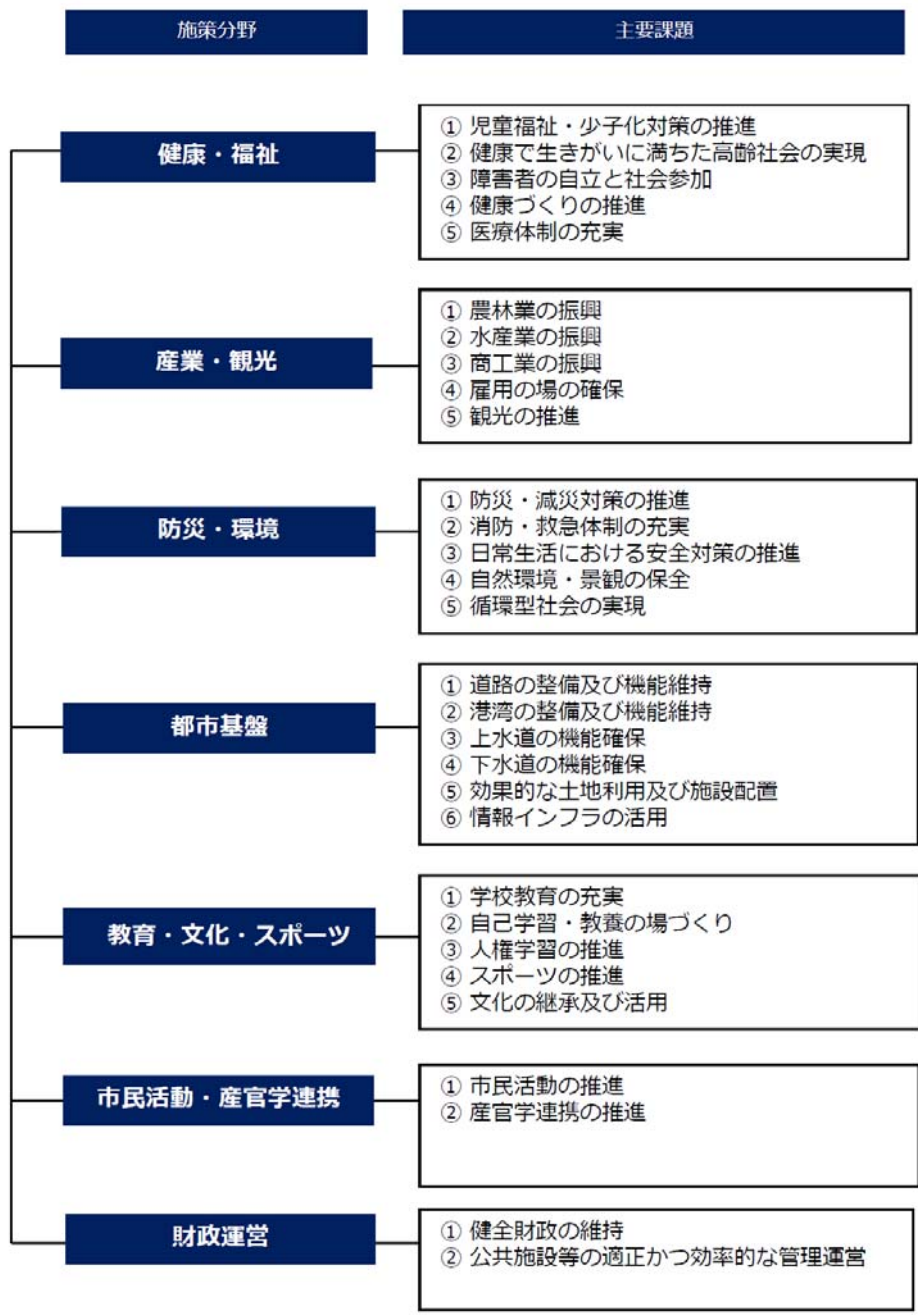 施策分野
主要課題
健康・福祉
① 児童福祉・少子化対策の推進
② 健康で生きがいに満ちた高齢社会の実現
③ 障害者の自立と社会参加
④ 健康づくりの推進
⑤ 医療体制の充実
産業・観光
① 農林業の振興
② 水産業の振興
③ 商工業の振興
④ 雇用の場の確保
⑤ 観光の推進
防災・環境
① 防災・減災対策の推進
② 消防・救急体制の充実
③ 日常生活における安全対策の推進
④ 自然環境・景観の保全
⑤ 循環型社会の実現
都市基盤
① 道路の整備及び機能維持
② 港湾の整備及び機能維持
③ 上水道の機能確保
④ 下水道の機能確保
⑤ 効果的な土地利用及び施設配置
⑥ 情報インフラの活用
教育・文化・スポーツ
① 学校教育の充実
② 自己学習・教養の場づくり
③ 人権学習の推進
④ スポーツの推進
⑤ 文化の継承及び活用
市民活動・産官学連携
① 市民活動の推進
② 産官学連携の推進
財政運営
① 健全財政の維持
② 公共施設等の適正かつ効率的な管理運営